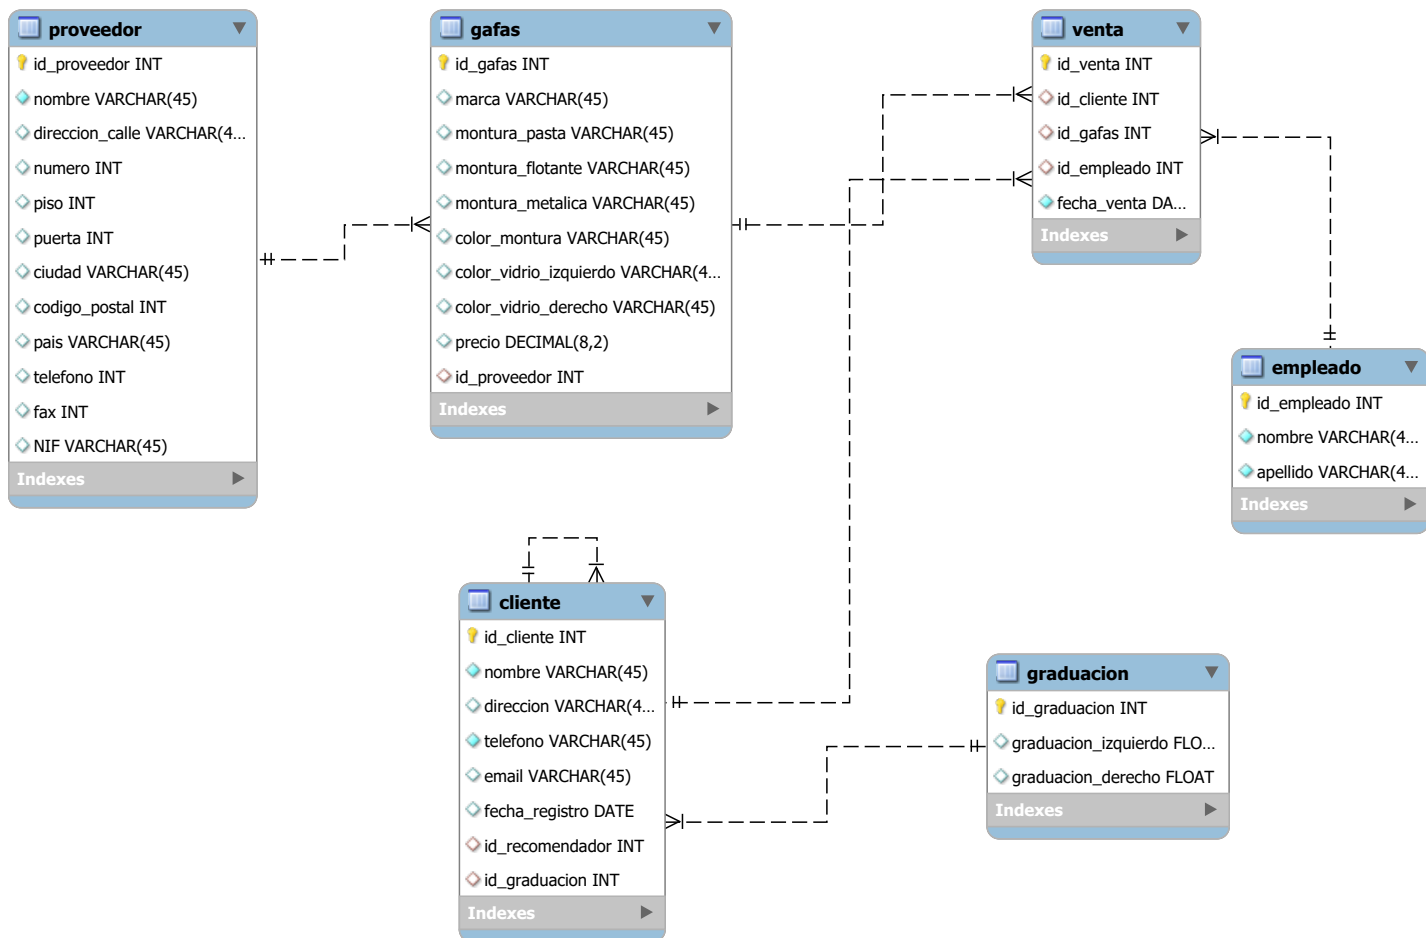 proveedor
id_proveedor INT
nombre VARCHAR(45)
direccion_calle VARCHAR(4...
numero INT
piso INT
puerta INT
ciudad VARCHAR(45)
codigo_postal INT
pais VARCHAR(45)
telefono INT
fax INT
NIF VARCHAR(45)
Indexes
gafas
id_gafas INT
marca VARCHAR(45)
montura_pasta VARCHAR(45)
montura_flotante VARCHAR(45)
montura_metalica VARCHAR(45)
color_montura VARCHAR(45)
color_vidrio_izquierdo VARCHAR(4...
color_vidrio_derecho VARCHAR(45)
precio DECIMAL(8,2)
id_proveedor INT
Indexes
venta
id_venta INT
id_cliente INT
id_gafas INT
id_empleado INT
fecha_venta DA...
Indexes
empleado
id_empleado INT
nombre VARCHAR(4...
apellido VARCHAR(4...
Indexes
cliente
id_cliente INT
nombre VARCHAR(45)
direccion VARCHAR(4...
telefono VARCHAR(45)
email VARCHAR(45)
fecha_registro DATE
id_recomendador INT
id_graduacion INT
Indexes
graduacion
id_graduacion INT
graduacion_izquierdo FLO...
graduacion_derecho FLOAT
Indexes